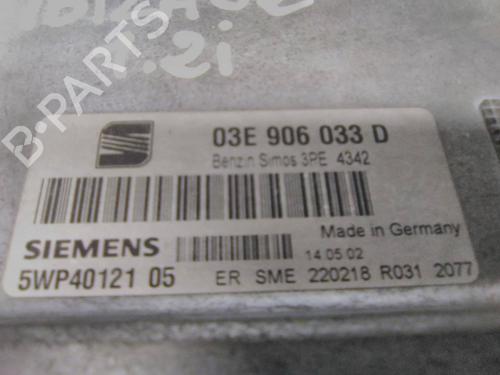 .2i
B-PARTS
03E 906 033 D
Benzin Simos 3PE 4342
Made in Germany
SIEMENS
14.05.02
5WP40121 05
ER SME 220218 R031 2077